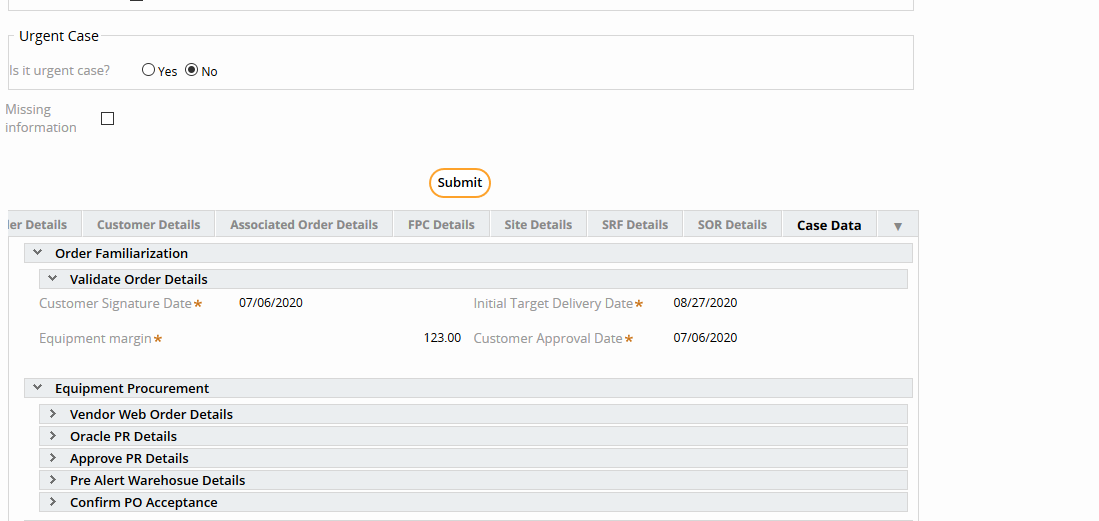 Urgent Case
Is it urgent case? Yes No
Missing
information
Submit
er Details Customer Details Associated Order Details FPC Details Site Details SRF Details SOR Details Case Data
Order Familiarization
Validate Order Details
Customer Signature Date* 07/06/2020 Initial Target Delivery Date* 08/27/2020
Equipment margin* 123.00 Customer Approval Date* 07/06/2020
Equipment Procurement
Vendor Web Order Details
Oracle PR Details
Approve PR Details
Pre Alert Warehosue Details
Confirm PO Acceptance